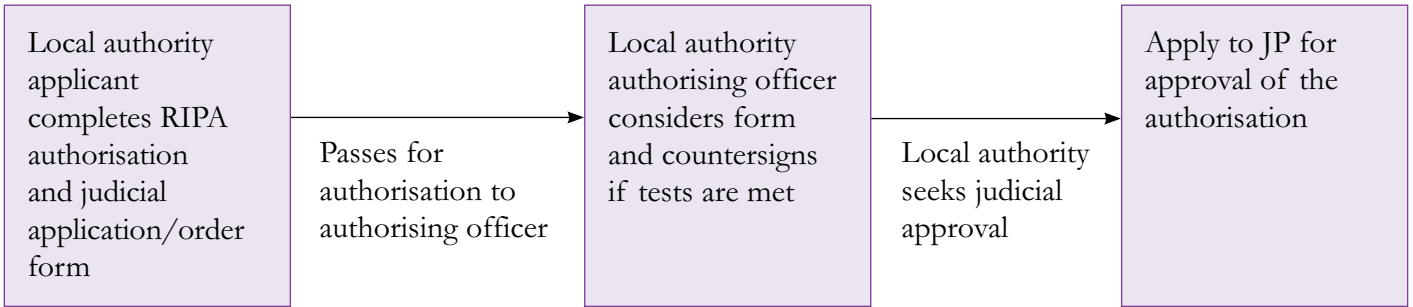 Local authority
applicant
completes RIPA
authorisation
and judicial
application/order
form
Passes for
authorisation to
authorising officer
Local authority
authorising officer
considers form
and countersigns
if tests are met
Local authority
seeks judicial
approval
Apply to JP for
approval of the
authorisation